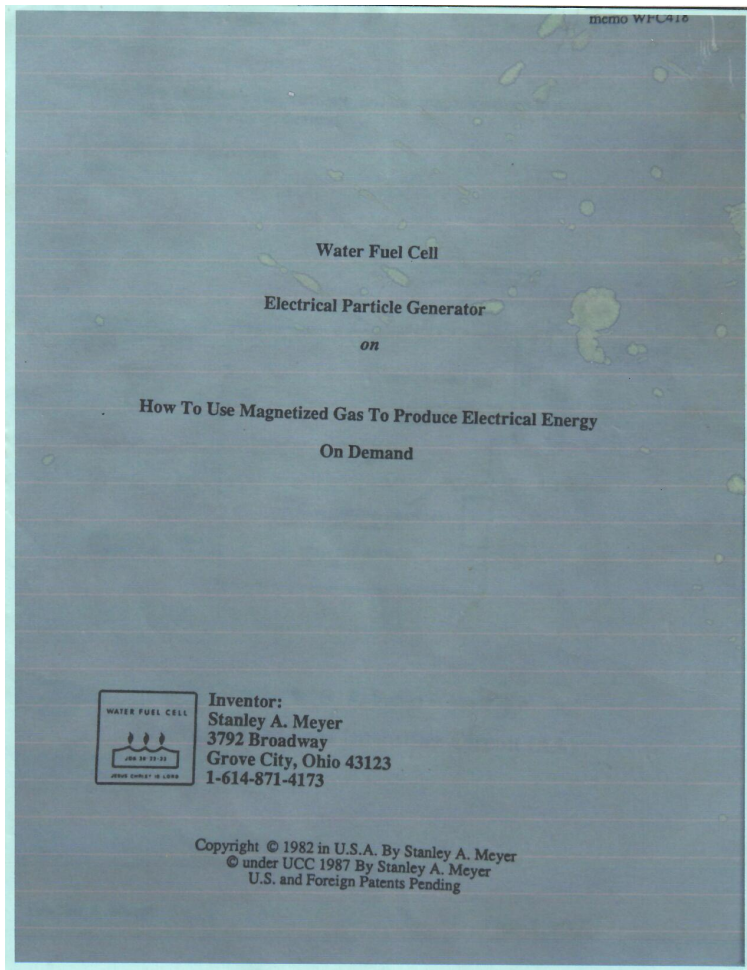 memo WFC418
Water Fuel Cell
Electrical Particle Generator
on
How To Use Magnetized Gas To Produce Electrical Energy
On Demand
WATER FUEL CELL
JESUS CHRIST IS LORD
Inventor:
Stanley A. Meyer
3792 Broadway
Grove City, Ohio 43123
1-614-871-4173
Copyright © 1982 in U.S.A. By Stanley A. Meyer
© under UCC 1987 By Stanley A. Meyer
U.S. and Foreign Patents Pending